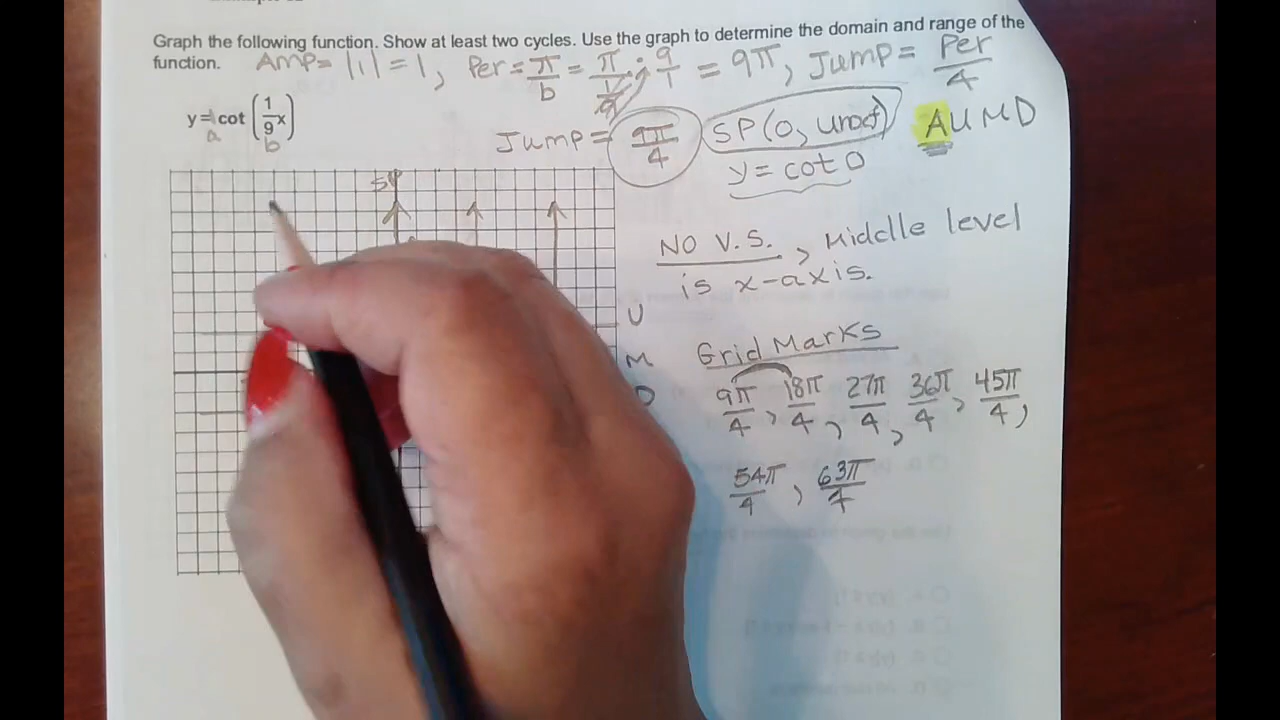 Graph the following function. Show at least two cycles. Use the graph to determine the domain and range of the
function. Amp = |1| = 1, Per = π/b = π/(1/9) · 9/1 = 9π, Jump = Per/4
y = 1 cot (1/9 x)
a b
Jump = 9π/4 SP(0, undef) AUMD
y = cot 0
SP
NO V.S., Middle level
is x-axis.
U
M
D
Grid Marks
9π/4, 18π/4, 27π/4, 36π/4, 45π/4,
54π/4, 63π/4